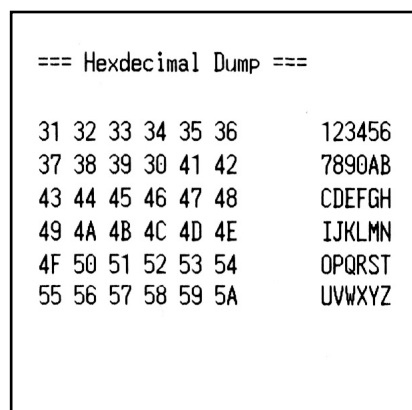 === Hexdecimal Dump ===
31 32 33 34 35 36 123456
37 38 39 30 41 42 7890AB
43 44 45 46 47 48 CDEFGH
49 4A 4B 4C 4D 4E IJKLMN
4F 50 51 52 53 54 OPQRST
55 56 57 58 59 5A UVWXYZ